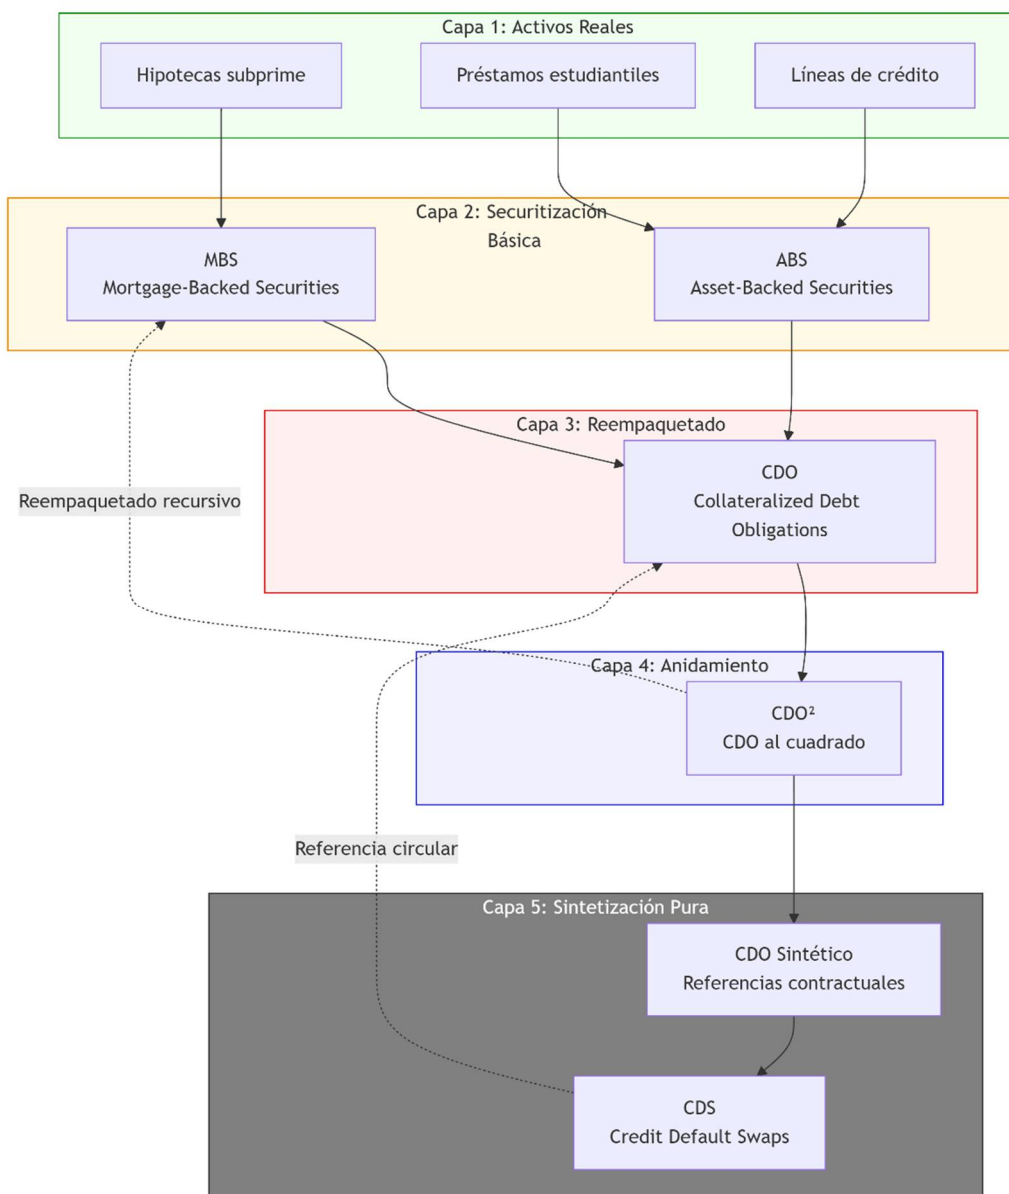 Capa 1: Activos Reales
Hipotecas subprime
Préstamos estudiantiles
Líneas de crédito
Capa 2: Securitización
Básica
MBS
Mortgage-Backed Securities
ABS
Asset-Backed Securities
Capa 3: Reempaquetado
CDO
Collateralized Debt
Obligations
Reempaquetado recursivo
Capa 4: Anidamiento
CDO²
CDO al cuadrado
Referencia circular
Capa 5: Sintetización Pura
CDO Sintético
Referencias contractuales
CDS
Credit Default Swaps